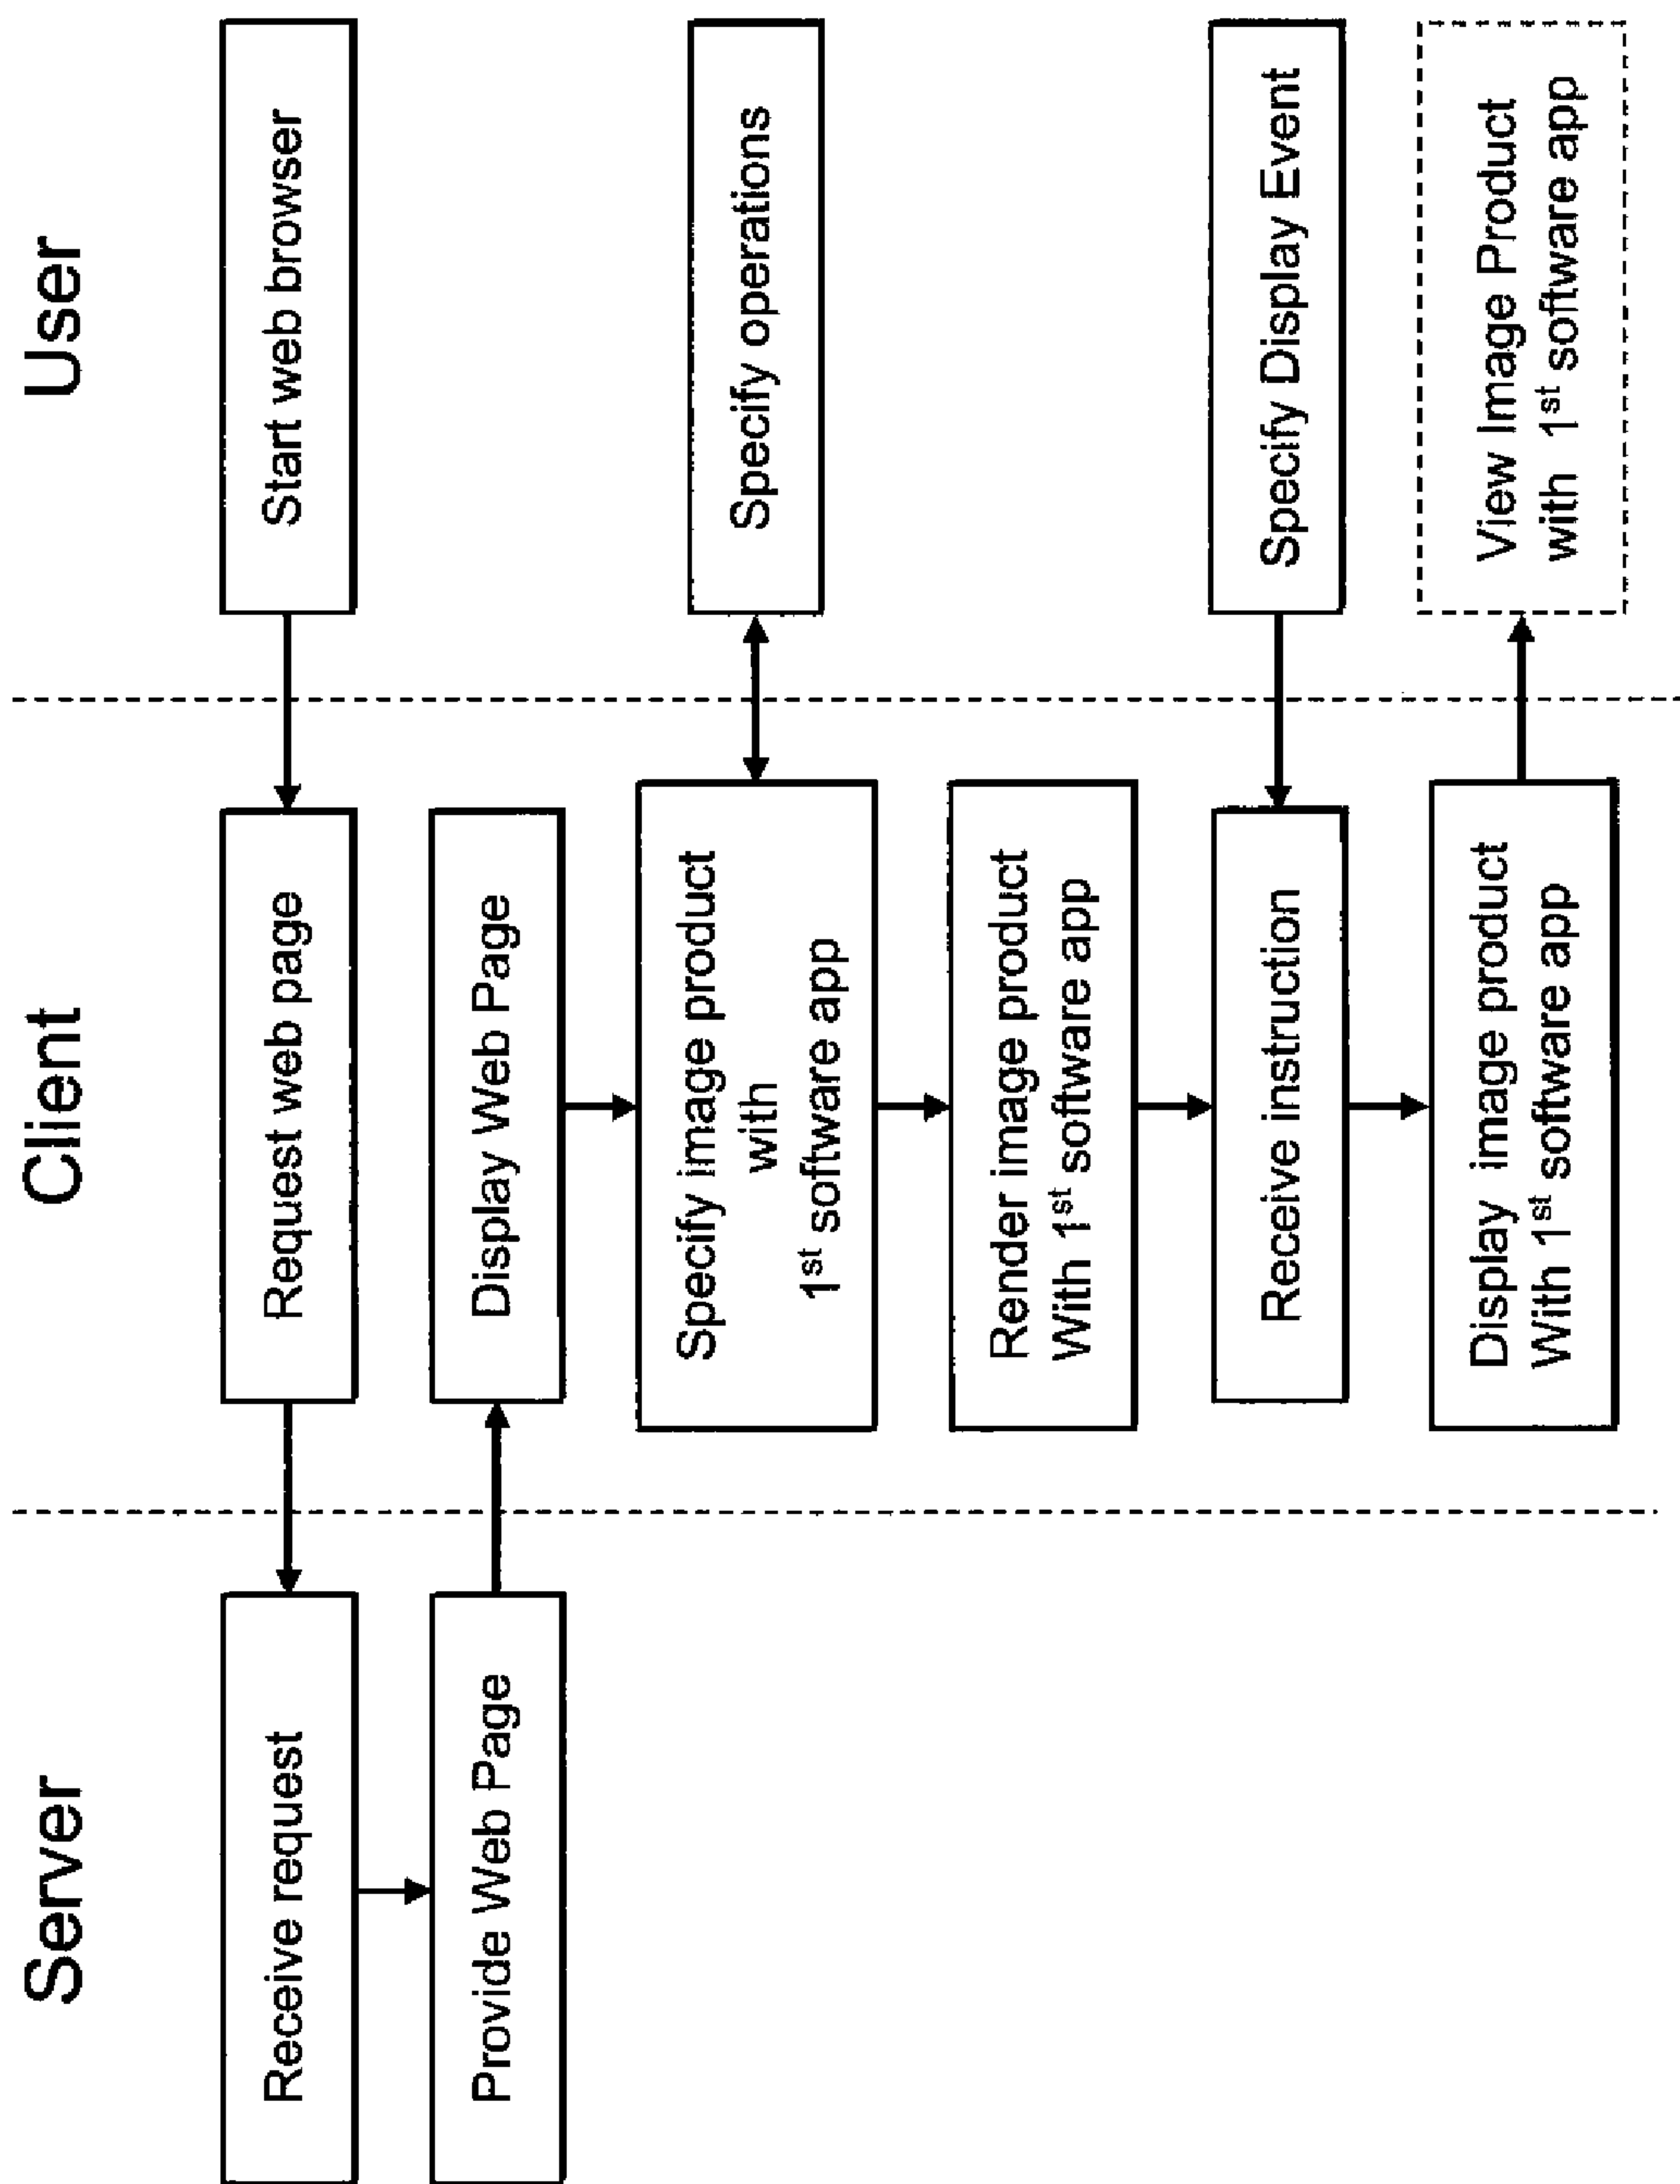 Server
Client
User
Receive request
Request web page
Start web browser
Provide Web Page
Display Web Page
Specify image product
with
1st software app
Specify operations
Render image product
With 1st software app
Receive instruction
Specify Display Event
Display image product
With 1st software app
View Image Product
with 1st software app